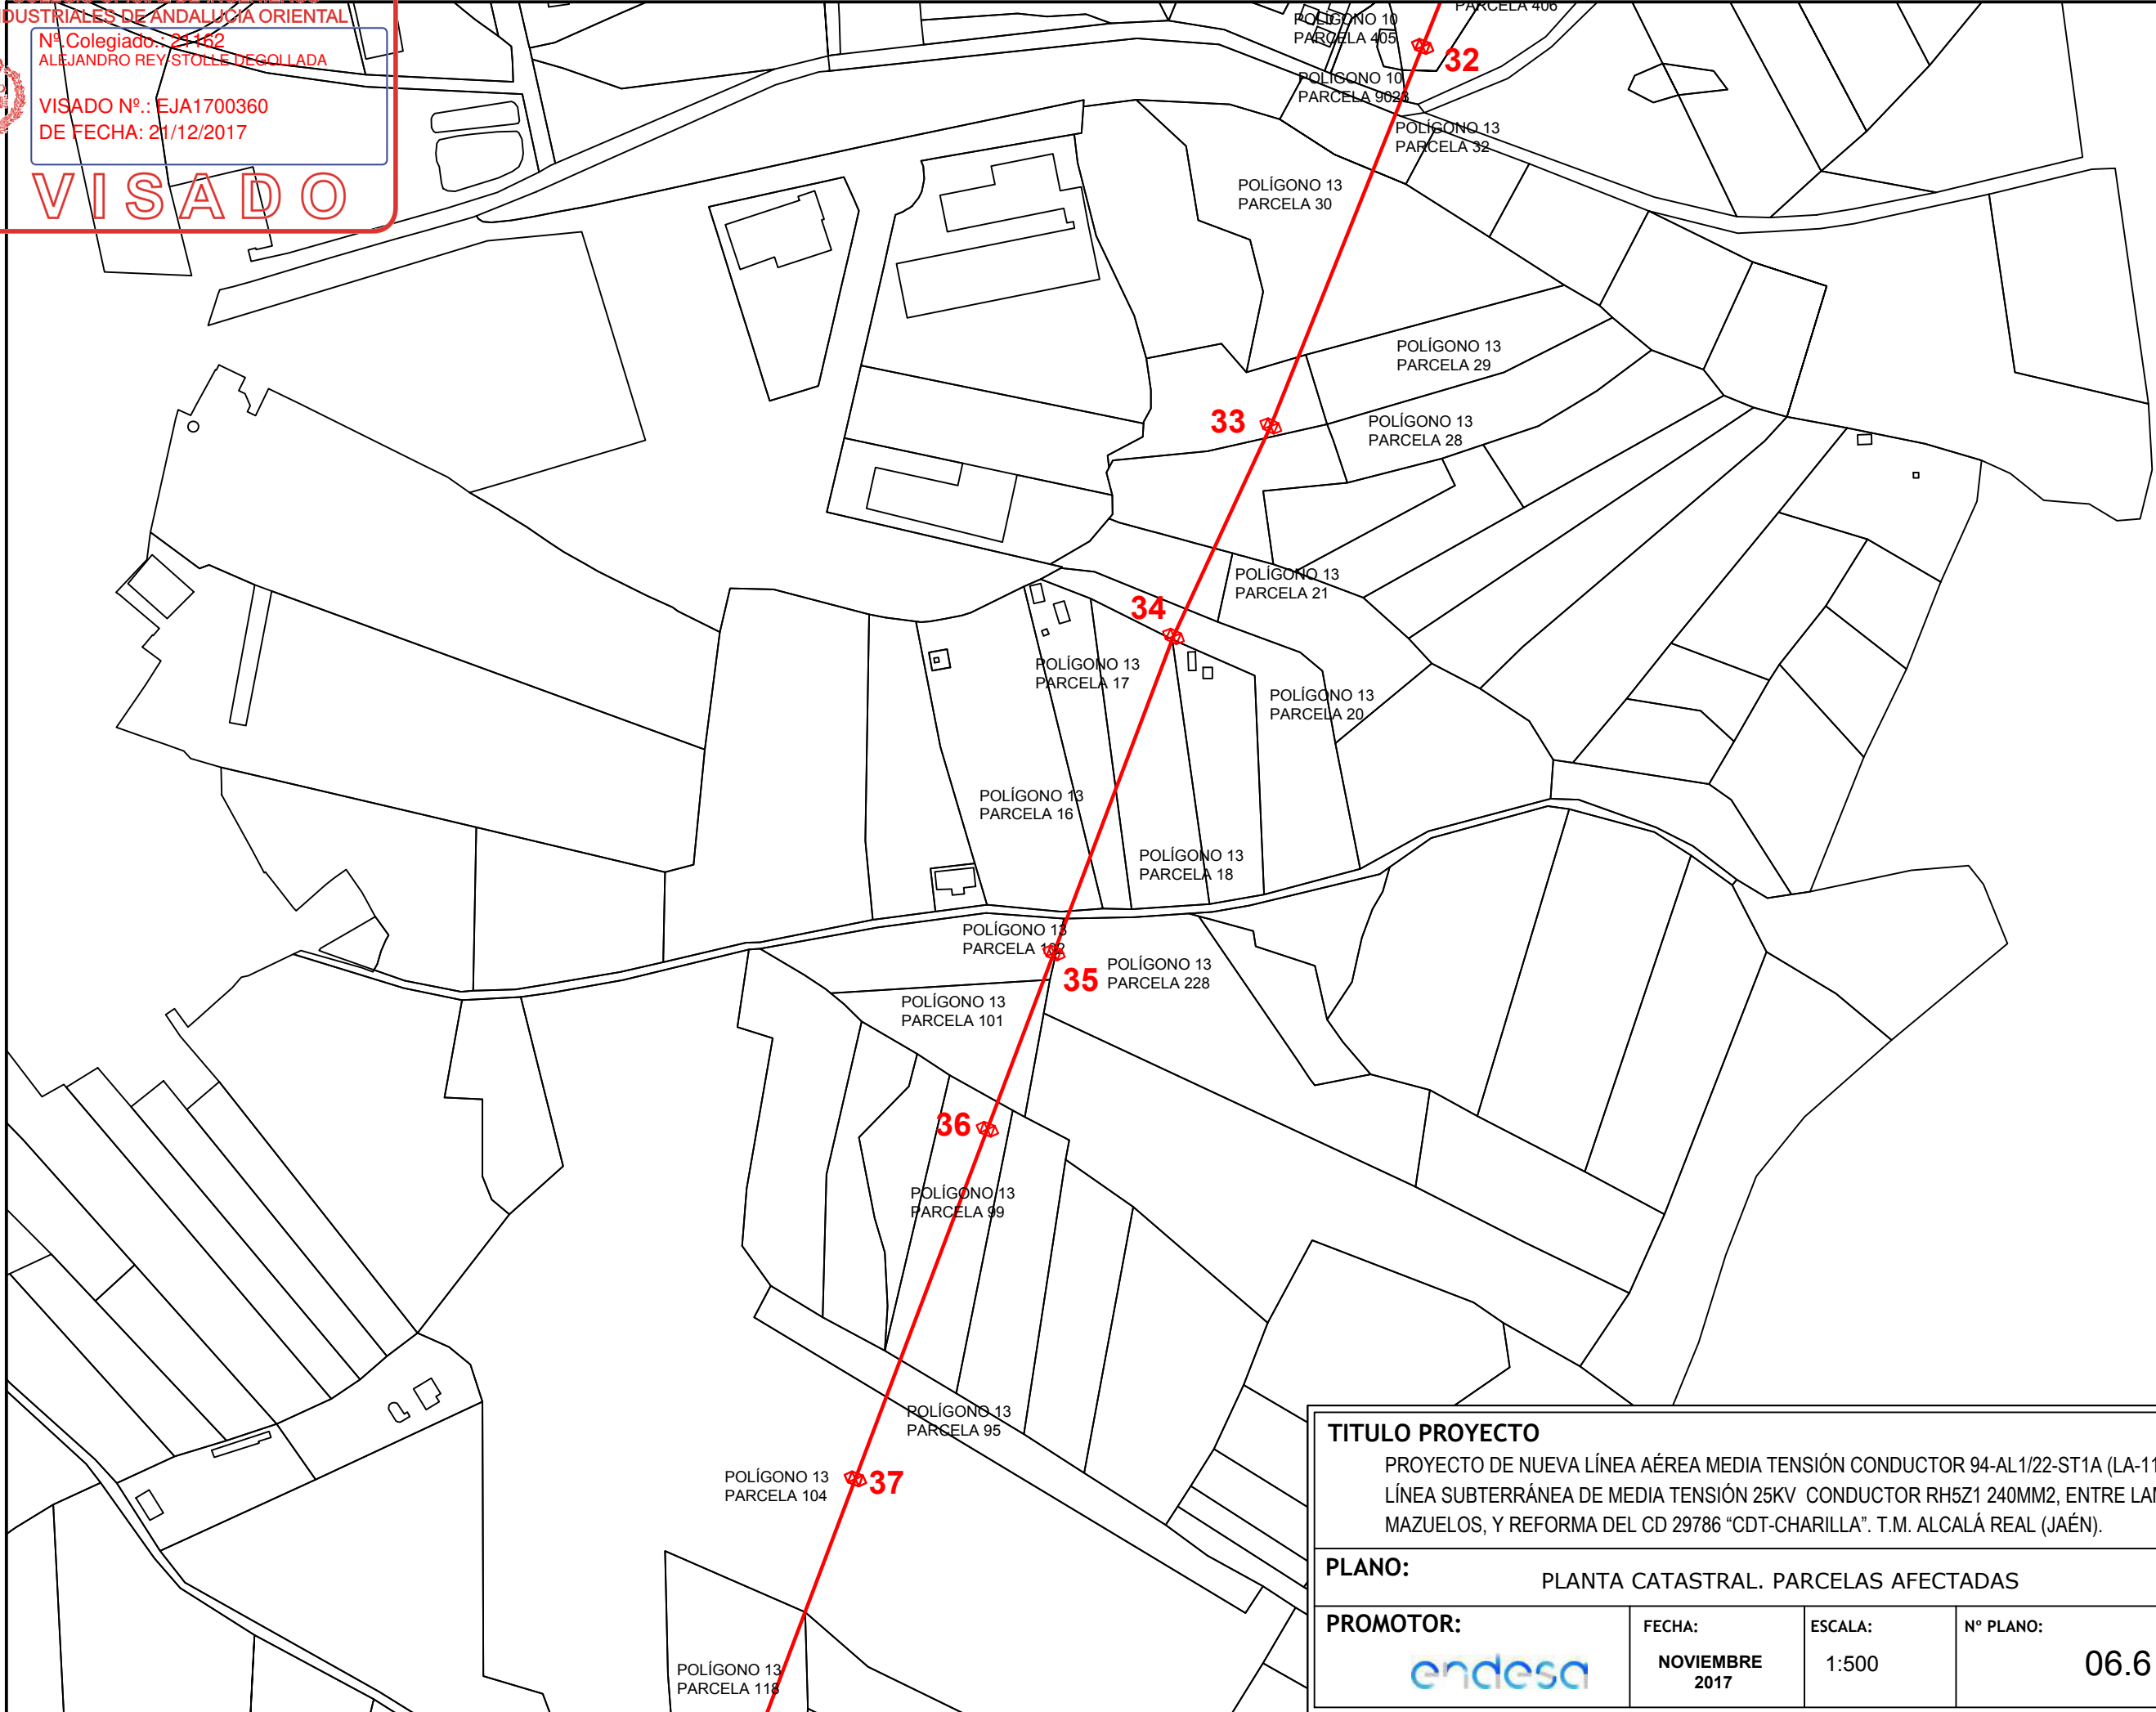 INDUSTRIALES DE ANDALUCÍA ORIENTAL
Nº.Colegiado.: 21162
ALEJANDRO REY-STOLLE DEGOLLADA
VISADO Nº.: EJA1700360
DE FECHA: 21/12/2017
VISADO
PARCELA 406
POLÍGONO 10
PARCELA 405
32
POLÍGONO 10
PARCELA 9023
POLÍGONO 13
PARCELA 32
POLÍGONO 13
PARCELA 30
POLÍGONO 13
PARCELA 29
33
POLÍGONO 13
PARCELA 28
POLÍGONO 13
PARCELA 21
34
POLÍGONO 13
PARCELA 17
POLÍGONO 13
PARCELA 20
POLÍGONO 13
PARCELA 16
POLÍGONO 13
PARCELA 18
POLÍGONO 13
PARCELA 102
35
POLÍGONO 13
PARCELA 228
POLÍGONO 13
PARCELA 101
36
POLÍGONO 13
PARCELA 99
POLÍGONO 13
PARCELA 95
POLÍGONO 13
PARCELA 104
37
POLÍGONO 13
PARCELA 118
TITULO PROYECTO
PROYECTO DE NUEVA LÍNEA AÉREA MEDIA TENSIÓN CONDUCTOR 94-AL1/22-ST1A (LA-11
LÍNEA SUBTERRÁNEA DE MEDIA TENSIÓN 25KV CONDUCTOR RH5Z1 240MM2, ENTRE
MAZUELOS, Y REFORMA DEL CD 29786 “CDT-CHARILLA”. T.M. ALCALÁ REAL (JAÉN).
PLANO:
PLANTA CATASTRAL. PARCELAS AFECTADAS
PROMOTOR:
endesa
FECHA:
NOVIEMBRE
2017
ESCALA:
1:500
Nº PLANO:
06.6